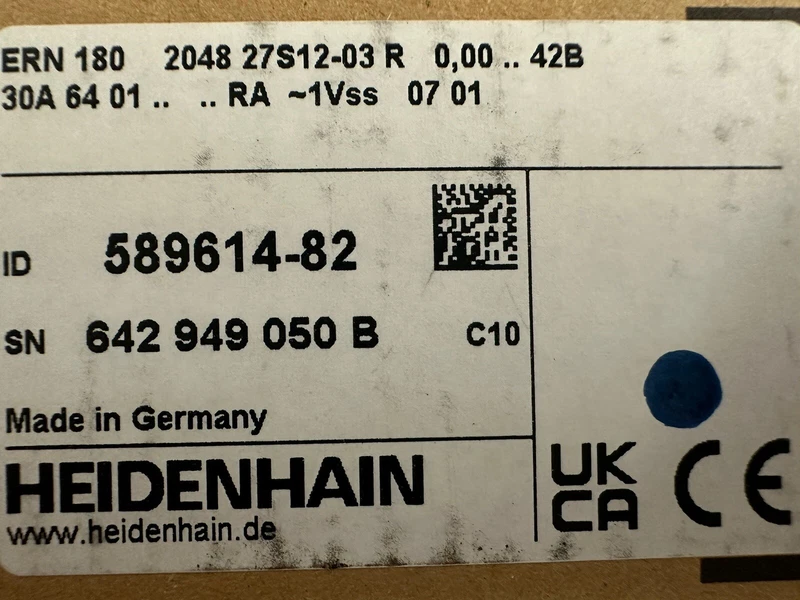 ERN 180 2048 27S12-03 R 0,00 .. 42B
30A 64 01 .. .. RA ~1Vss 07 01
ID 589614-82
SN 642 949 050 B C10
Made in Germany
HEIDENHAIN
www.heidenhain.de
UK
CA CE